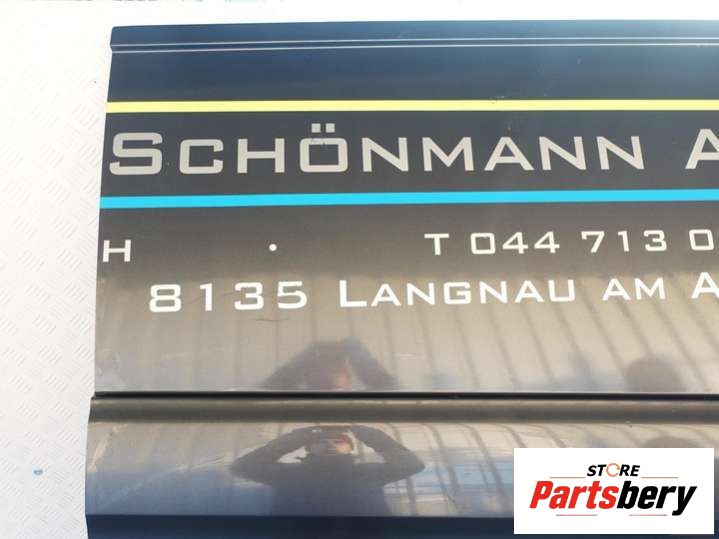 SCHÖNMANN A
H · T 044 713 0
8135 LANGNAU AM A
STORE
Partsbery